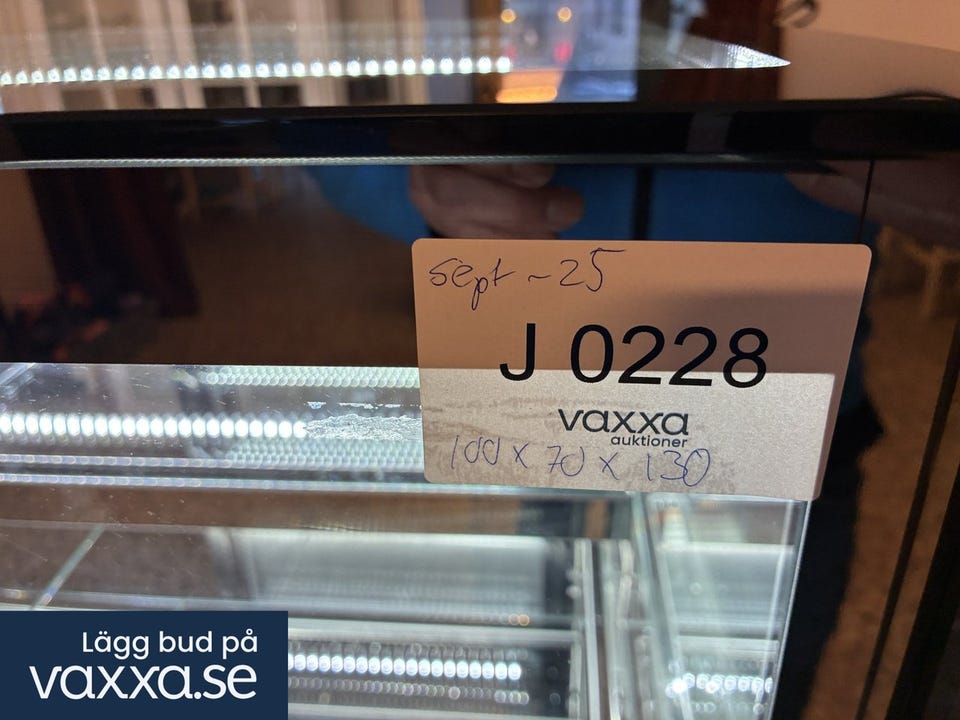 sept - 25
J 0228
vaxxa
auktioner
100 x 70 x 130
Lägg bud på
vaxxa.se